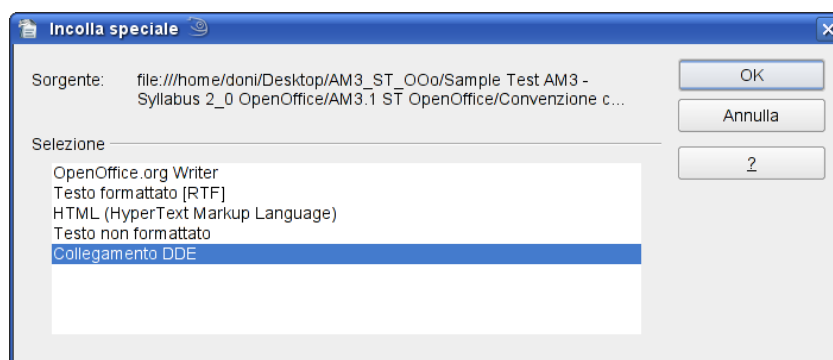 Incolla speciale
Sorgente: file:///home/doni/Desktop/AM3_ST_OOo/Sample Test AM3 -
Syllabus 2_0 OpenOffice/AM3.1 ST OpenOffice/Convenzione c...
OK
Annulla
?
Selezione
OpenOffice.org Writer
Testo formattato [RTF]
HTML (HyperText Markup Language)
Testo non formattato
Collegamento DDE